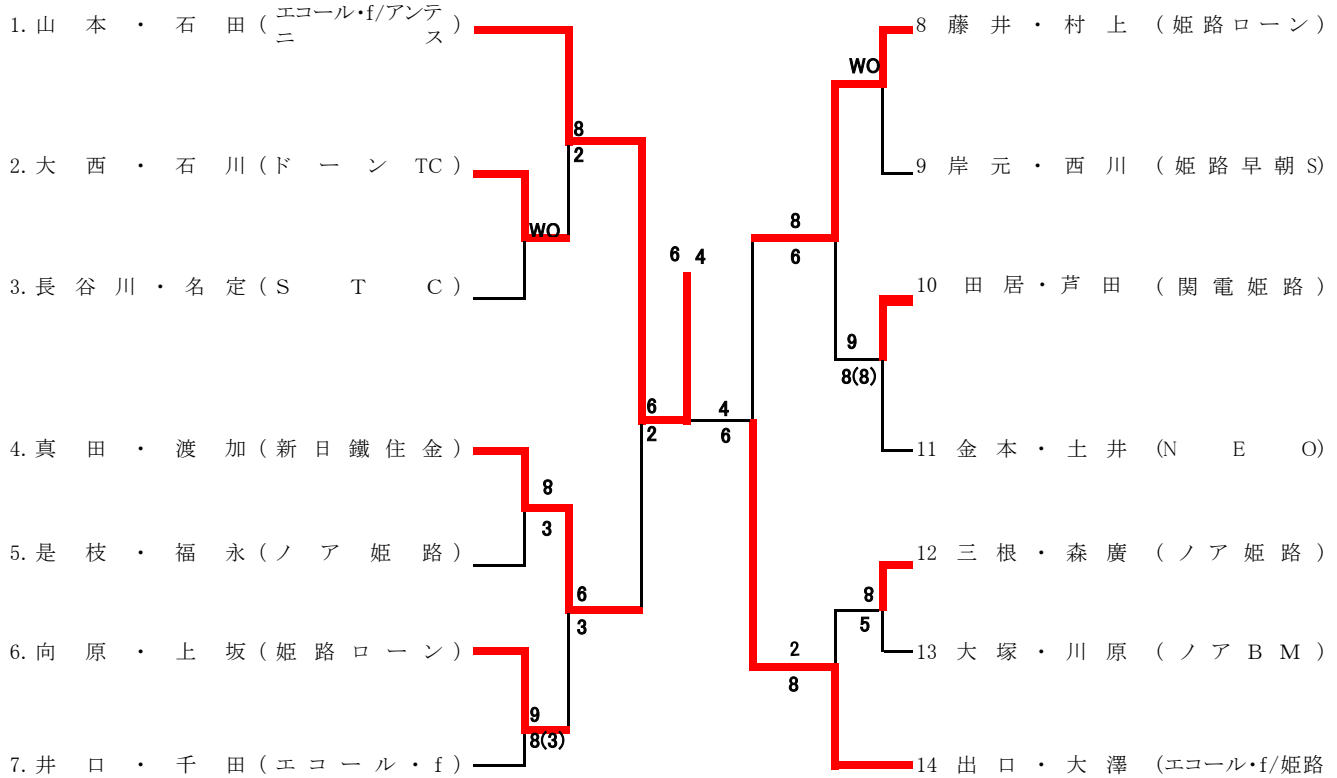 1. 山本・石田 (エコール・f/アンテニス)
8
2
2. 大西・石川 (ドーン TC)
WO
3. 長谷川・名定 (STC)
6 4
6
2
4. 真田・渡加 (新日鐵住金)
8
3
5. 是枝・福永 (ノア姫路)
6
3
6. 向原・上坂 (姫路ローン)
9
8(3)
7. 井口・千田 (エコール・f)
8 藤井・村上 (姫路ローン)
WO
9 岸元・西川 (姫路早朝 S)
8
6
10 田居・芦田 (関電姫路)
9
8(8)
4
6
11 金本・土井 (NEO)
12 三根・森廣 (ノア姫路)
8
5
13 大塚・川原 (ノアBM)
2
8
14 出口・大澤 (エコール・f/姫路